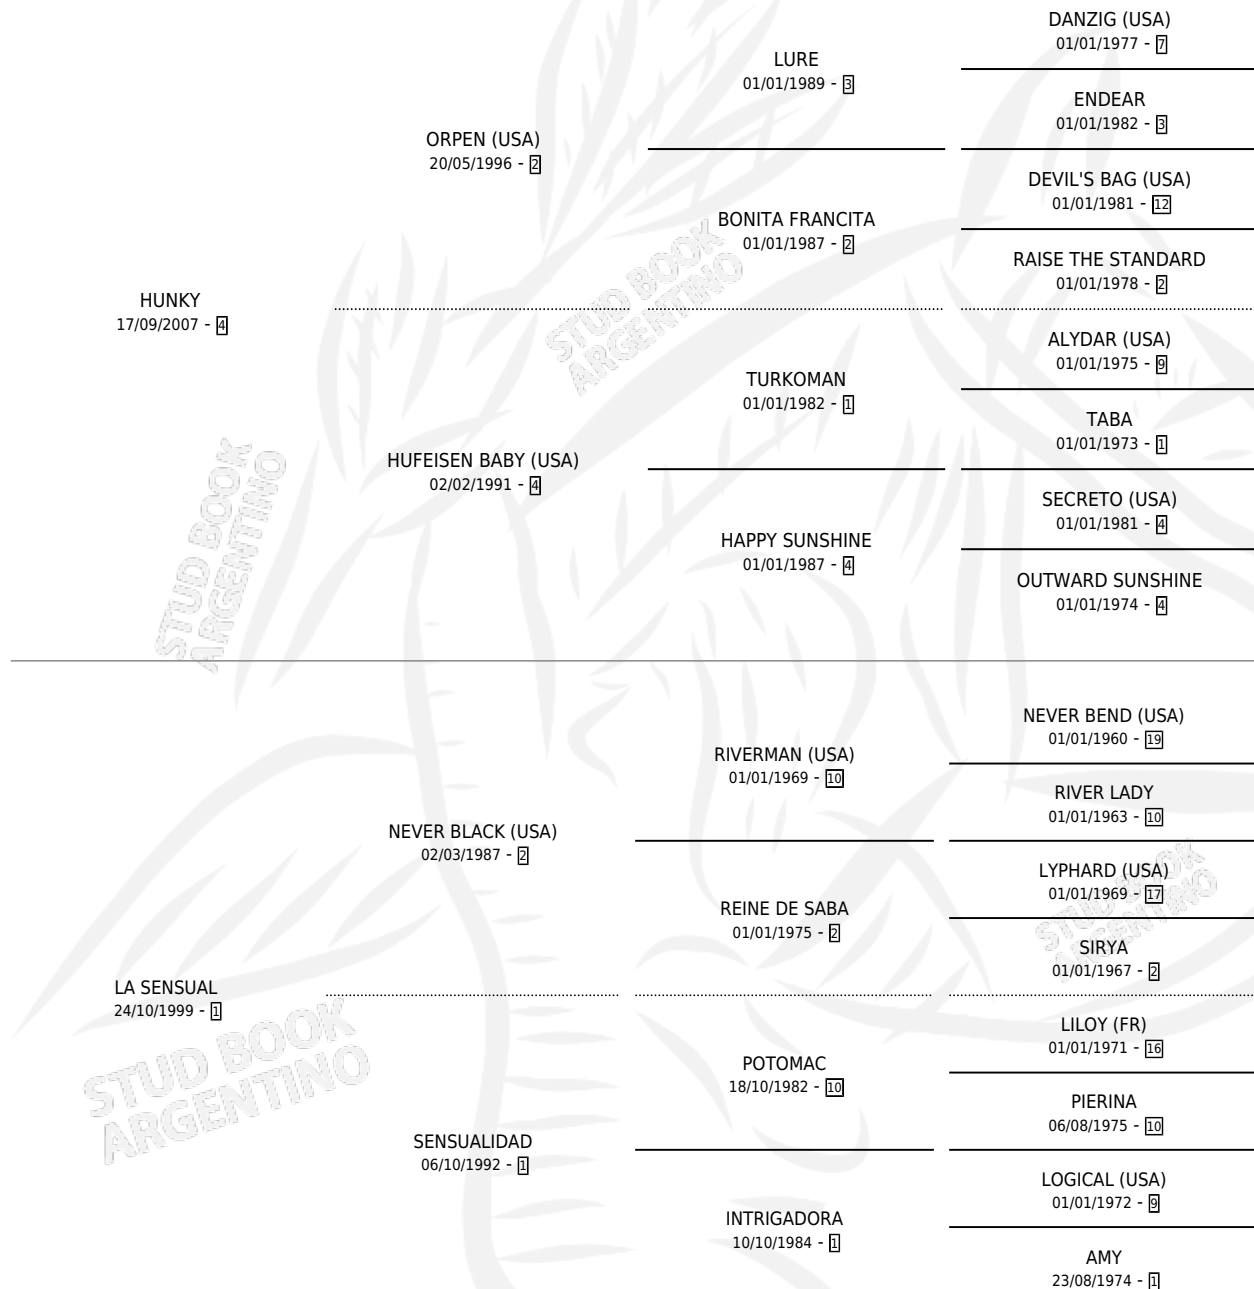 HUNKY
17/09/2007 - 4
ORPEN (USA)
20/05/1996 - 2
HUFEISEN BABY (USA)
02/02/1991 - 4
LURE
01/01/1989 - 3
BONITA FRANCITA
01/01/1987 - 2
TURKOMAN
01/01/1982 - 1
HAPPY SUNSHINE
01/01/1987 - 4
DANZIG (USA)
01/01/1977 - 7
ENDEAR
01/01/1982 - 3
DEVIL'S BAG (USA)
01/01/1981 - 12
RAISE THE STANDARD
01/01/1978 - 2
ALYDAR (USA)
01/01/1975 - 9
TABA
01/01/1973 - 1
SECRETO (USA)
01/01/1981 - 4
OUTWARD SUNSHINE
01/01/1974 - 4
LA SENSUAL
24/10/1999 - 1
NEVER BLACK (USA)
02/03/1987 - 2
SENSUALIDAD
06/10/1992 - 1
RIVERMAN (USA)
01/01/1969 - 10
REINE DE SABA
01/01/1975 - 2
POTOMAC
18/10/1982 - 10
INTRIGADORA
10/10/1984 - 1
NEVER BEND (USA)
01/01/1960 - 19
RIVER LADY
01/01/1963 - 10
LYPHARD (USA)
01/01/1969 - 17
SIRYA
01/01/1967 - 2
LILOY (FR)
01/01/1971 - 16
PIERINA
06/08/1975 - 10
LOGICAL (USA)
01/01/1972 - 9
AMY
23/08/1974 - 1
STUD BOOK
ARGENTINO
STUD BOOK
ARGENTINO
STUD BOOK
ARGENTINO
STUD BOOK
ARGENTINO